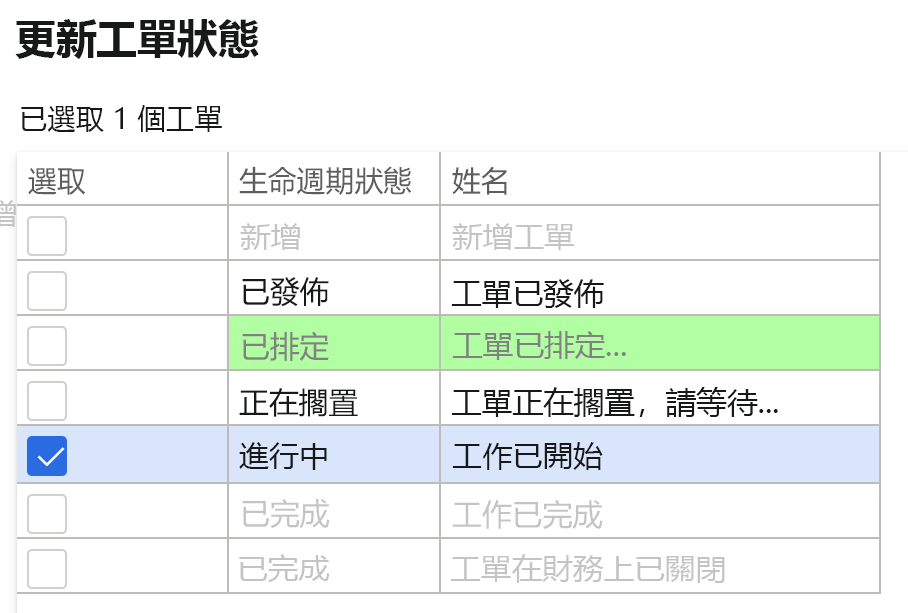 更新工單狀態
已選取 1 個工單
選取 生命週期狀態 姓名
增
新增 新增工單
已發佈 工單已發佈
已排定 工單已排定...
正在擱置 工單正在擱置，請等待...
進行中 工作已開始
已完成 工作已完成
已完成 工單在財務上已關閉